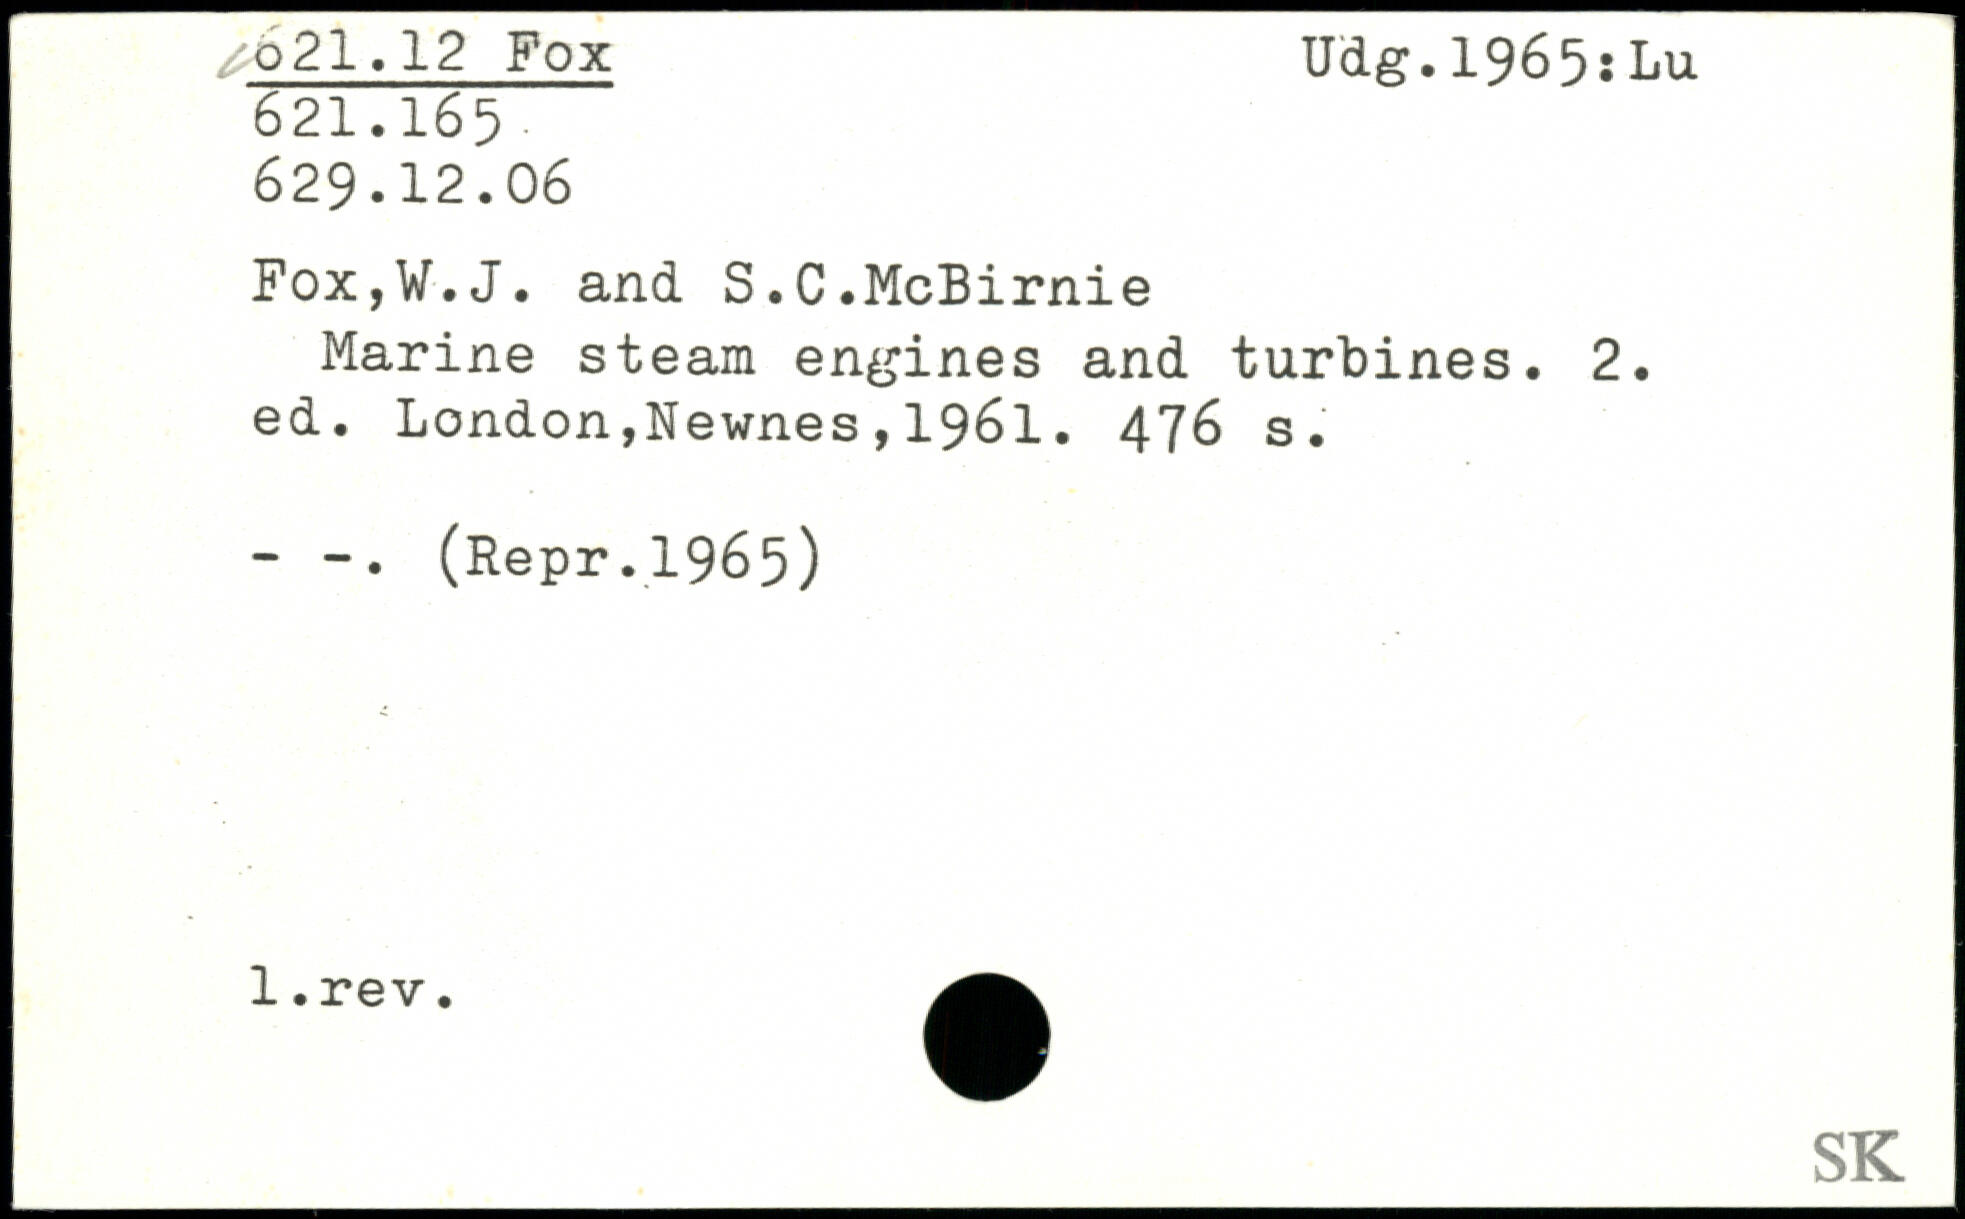 621.12 Fox
Udg.1965:Lu
621.165
629.12.06
Fox,W.J. and S.C.McBirnie
Marine steam engines and turbines. 2.
ed. London,Newnes,1961. 476 s.
- -. (Repr.1965)
1.rev.
SK